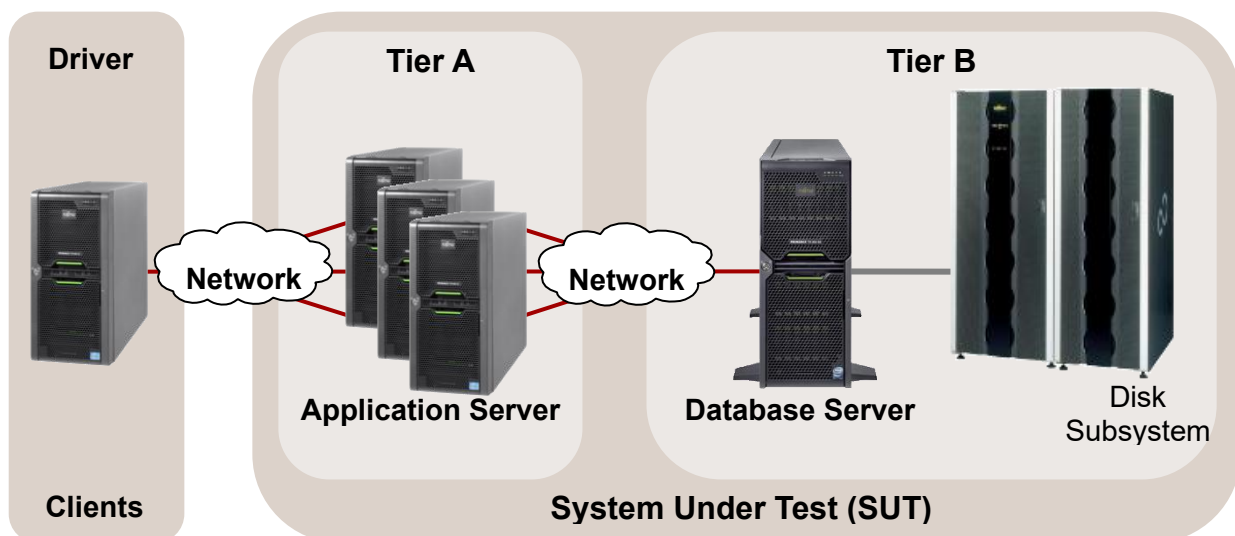 Driver
Tier A
Tier B
Network
Network
Application Server
Database Server
Disk
Subsystem
Clients
System Under Test (SUT)